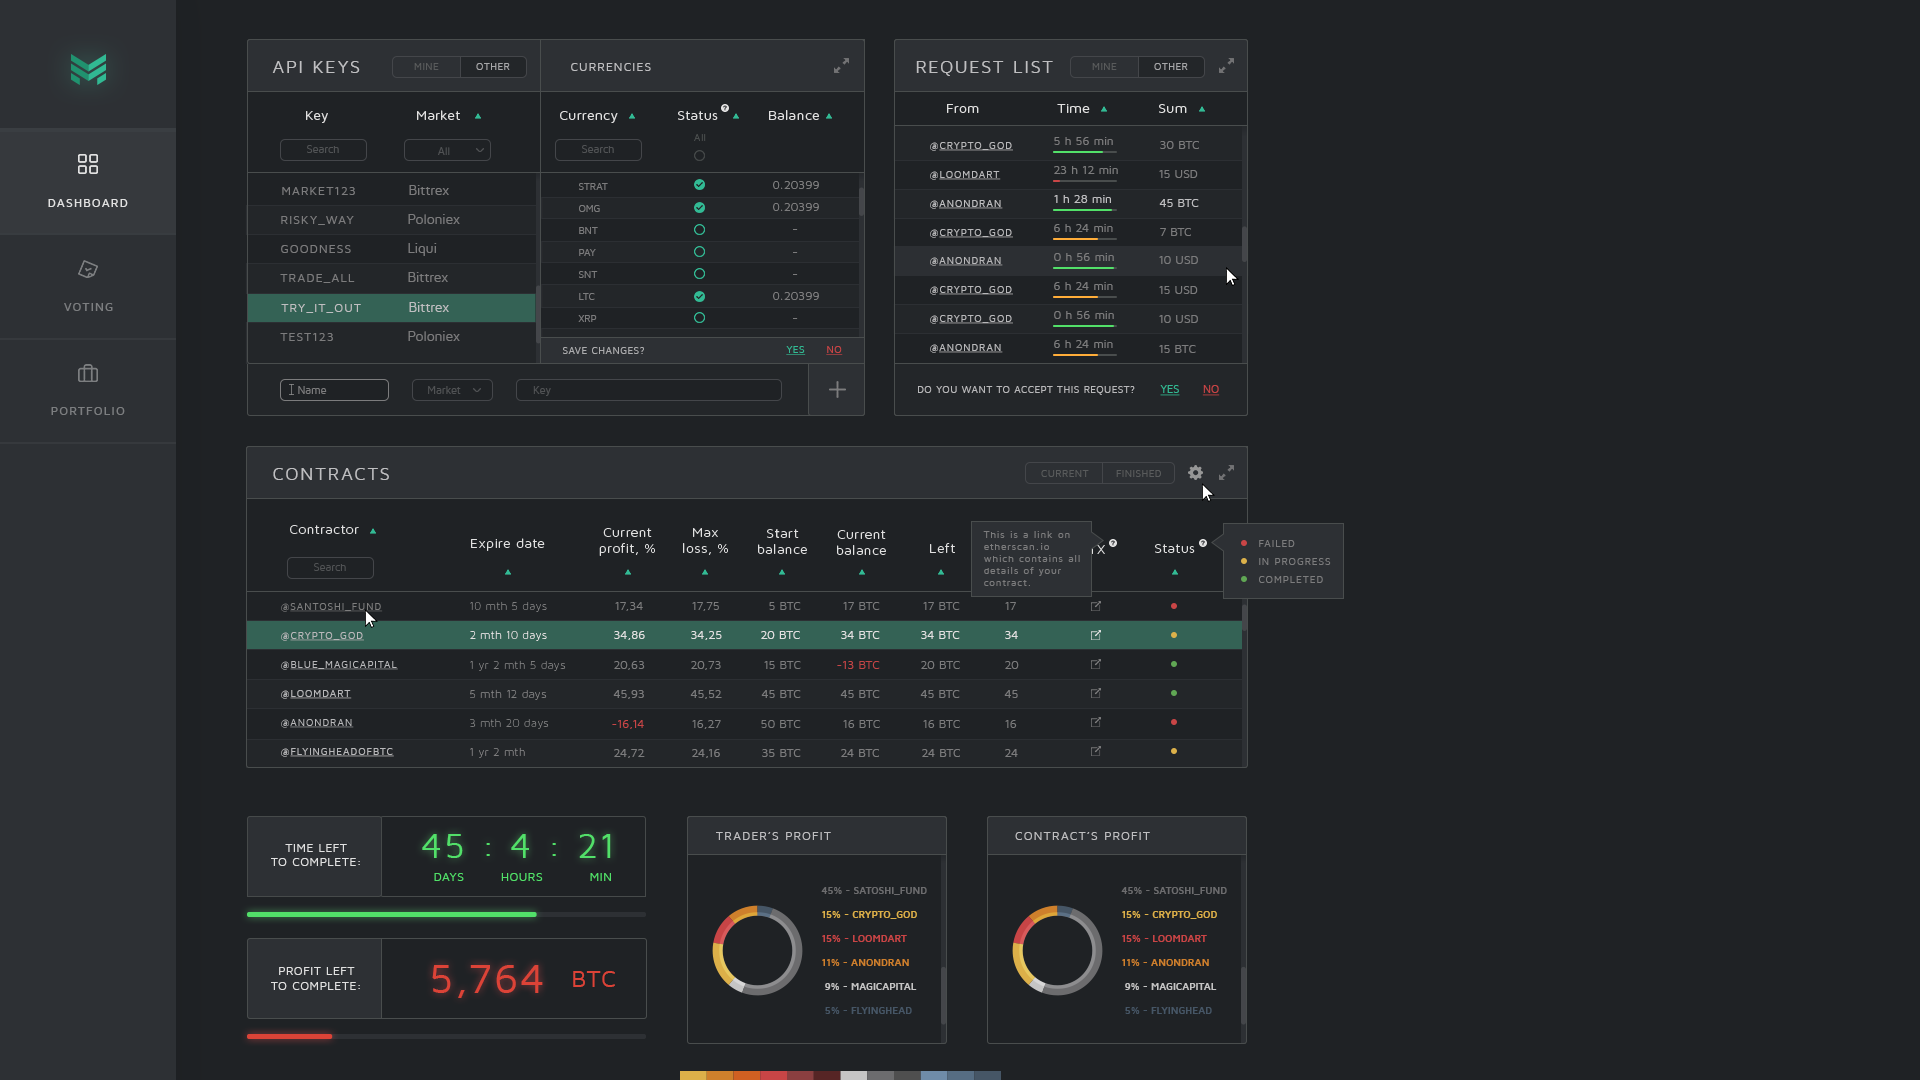 DASHBOARD
VOTING
PORTFOLIO
API KEYS
MINE
OTHER
CURRENCIES
Key
Market
Search
All
Currency
Status
?
Balance
Search
All
MARKET123 Bittrex
RISKY_WAY Poloniex
GOODNESS Liqui
TRADE_ALL Bittrex
TRY_IT_OUT Bittrex
TEST123 Poloniex
STRAT 0.20399
OMG 0.20399
BNT -
PAY -
SNT -
LTC 0.20399
XRP -
SAVE CHANGES? YES NO
Name
Market
Key
+
REQUEST LIST
MINE
OTHER
From Time Sum
@CRYPTO_GOD 5 h 56 min 30 BTC
@LOOMDART 23 h 12 min 15 USD
@ANONDRAN 1 h 28 min 45 BTC
@CRYPTO_GOD 6 h 24 min 7 BTC
@ANONDRAN 0 h 56 min 10 USD
@CRYPTO_GOD 6 h 24 min 15 USD
@CRYPTO_GOD 0 h 56 min 10 USD
@ANONDRAN 6 h 24 min 15 BTC
DO YOU WANT TO ACCEPT THIS REQUEST? YES NO
CONTRACTS
CURRENT
FINISHED
Contractor
Search
Expire date
Current
profit, %
Max
loss, %
Start
balance
Current
balance
Left
This is a link on
etherscan.io
which contains all
details of your
contract.
X
?
Status
?
FAILED
IN PROGRESS
COMPLETED
@SANTOSHI_FUND 10 mth 5 days 17,34 17,75 5 BTC 17 BTC 17 BTC 17
@CRYPTO_GOD 2 mth 10 days 34,86 34,25 20 BTC 34 BTC 34 BTC 34
@BLUE_MAGICAPITAL 1 yr 2 mth 5 days 20,63 20,73 15 BTC -13 BTC 20 BTC 20
@LOOMDART 5 mth 12 days 45,93 45,52 45 BTC 45 BTC 45 BTC 45
@ANONDRAN 3 mth 20 days -16,14 16,27 50 BTC 16 BTC 16 BTC 16
@FLYINGHEADOFBTC 1 yr 2 mth 24,72 24,16 35 BTC 24 BTC 24 BTC 24
TIME LEFT
TO COMPLETE:
45 : 4 : 21
DAYS HOURS MIN
PROFIT LEFT
TO COMPLETE:
5,764 BTC
TRADER'S PROFIT
45% - SATOSHI_FUND
15% - CRYPTO_GOD
15% - LOOMDART
11% - ANONDRAN
9% - MAGICAPITAL
5% - FLYINGHEAD
CONTRACT'S PROFIT
45% - SATOSHI_FUND
15% - CRYPTO_GOD
15% - LOOMDART
11% - ANONDRAN
9% - MAGICAPITAL
5% - FLYINGHEAD